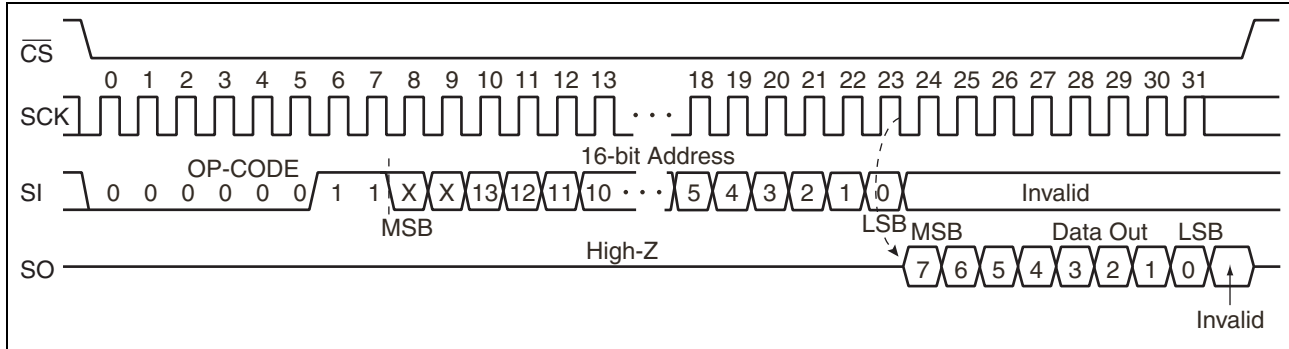 CS
0 1 2 3 4 5 6 7 8 9 10 11 12 13 18 19 20 21 22 23 24 25 26 27 28 29 30 31
SCK
· · ·
OP-CODE
16-bit Address
SI 0 0 0 0 0 0 1 1 X X 13 12 11 10 · · · 5 4 3 2 1 0 Invalid
MSB LSB MSB Data Out LSB
High-Z
SO 7 6 5 4 3 2 1 0
Invalid